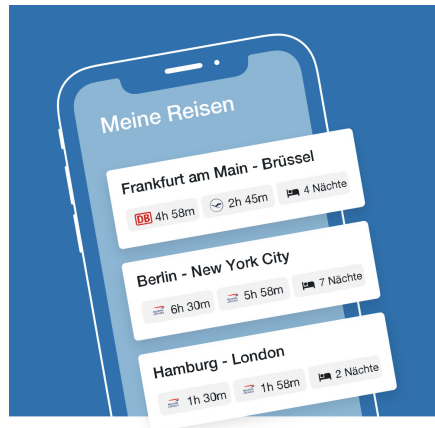 Meine Reisen
Frankfurt am Main - Brüssel
DB 4h 58m 2h 45m 4 Nächte
Berlin - New York City
6h 30m 5h 58m 7 Nächte
Hamburg - London
1h 30m 1h 58m 2 Nächte